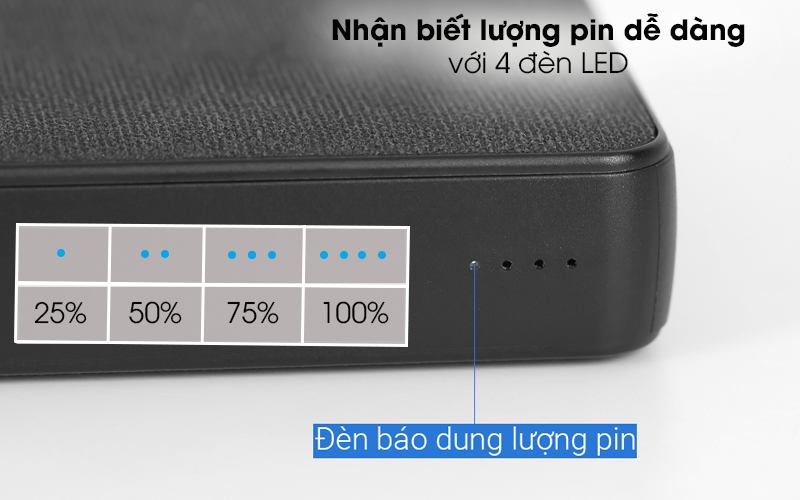 Nhận biết lượng pin dễ dàng
với 4 đèn LED
25% 50% 75% 100%
Đèn báo dung lượng pin